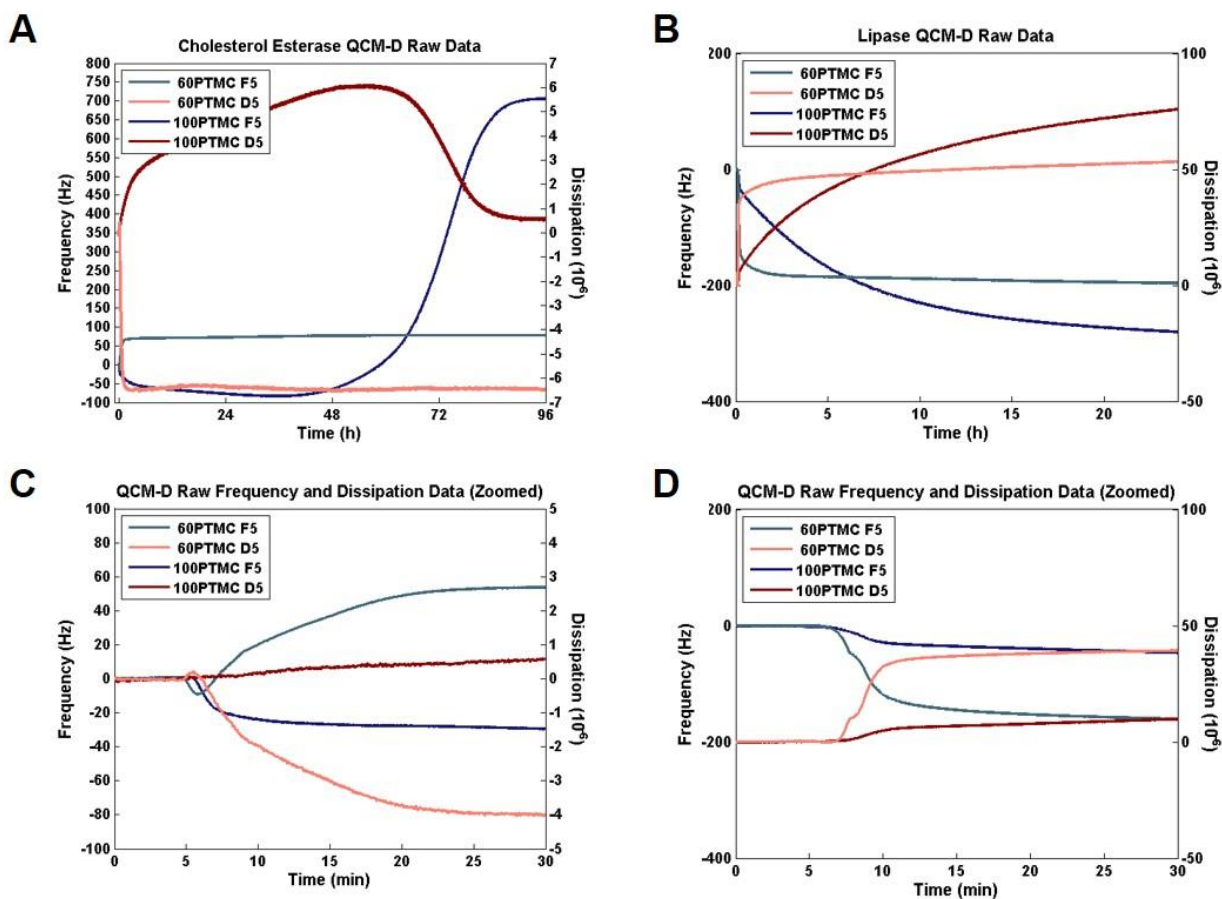 A
Cholesterol Esterase QCM-D Raw Data
60PTMC F5
60PTMC D5
100PTMC F5
100PTMC D5
Frequency (Hz)
800
750
700
650
600
550
500
450
400
350
300
250
200
150
100
50
0
-50
-100
7
6
5
4
3
2
1
0
-1
-2
-3
-4
-5
-6
-7
Dissipation (10-6)
0
24
48
72
96
Time (h)
B
Lipase QCM-D Raw Data
60PTMC F5
60PTMC D5
100PTMC F5
100PTMC D5
Frequency (Hz)
200
0
-200
-400
100
50
0
-50
Dissipation (10-6)
0
5
10
15
20
Time (h)
C
QCM-D Raw Frequency and Dissipation Data (Zoomed)
60PTMC F5
60PTMC D5
100PTMC F5
100PTMC D5
Frequency (Hz)
100
80
60
40
20
0
-20
-40
-60
-80
-100
5
4
3
2
1
0
-1
-2
-3
-4
-5
Dissipation (10-6)
0
5
10
15
20
25
30
Time (min)
D
QCM-D Raw Frequency and Dissipation Data (Zoomed)
60PTMC F5
60PTMC D5
100PTMC F5
100PTMC D5
Frequency (Hz)
200
0
-200
-400
100
50
0
-50
Dissipation (10-6)
0
5
10
15
20
25
30
Time (min)